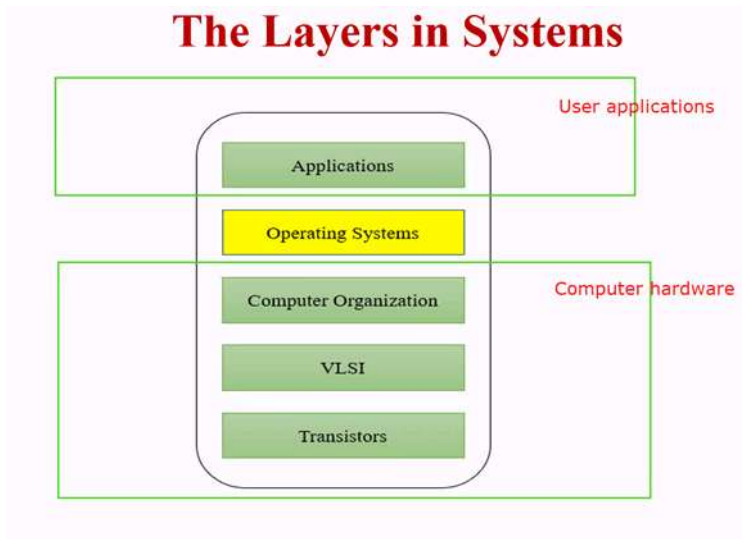 The Layers in Systems
User applications
Applications
Operating Systems
Computer hardware
Computer Organization
VLSI
Transistors